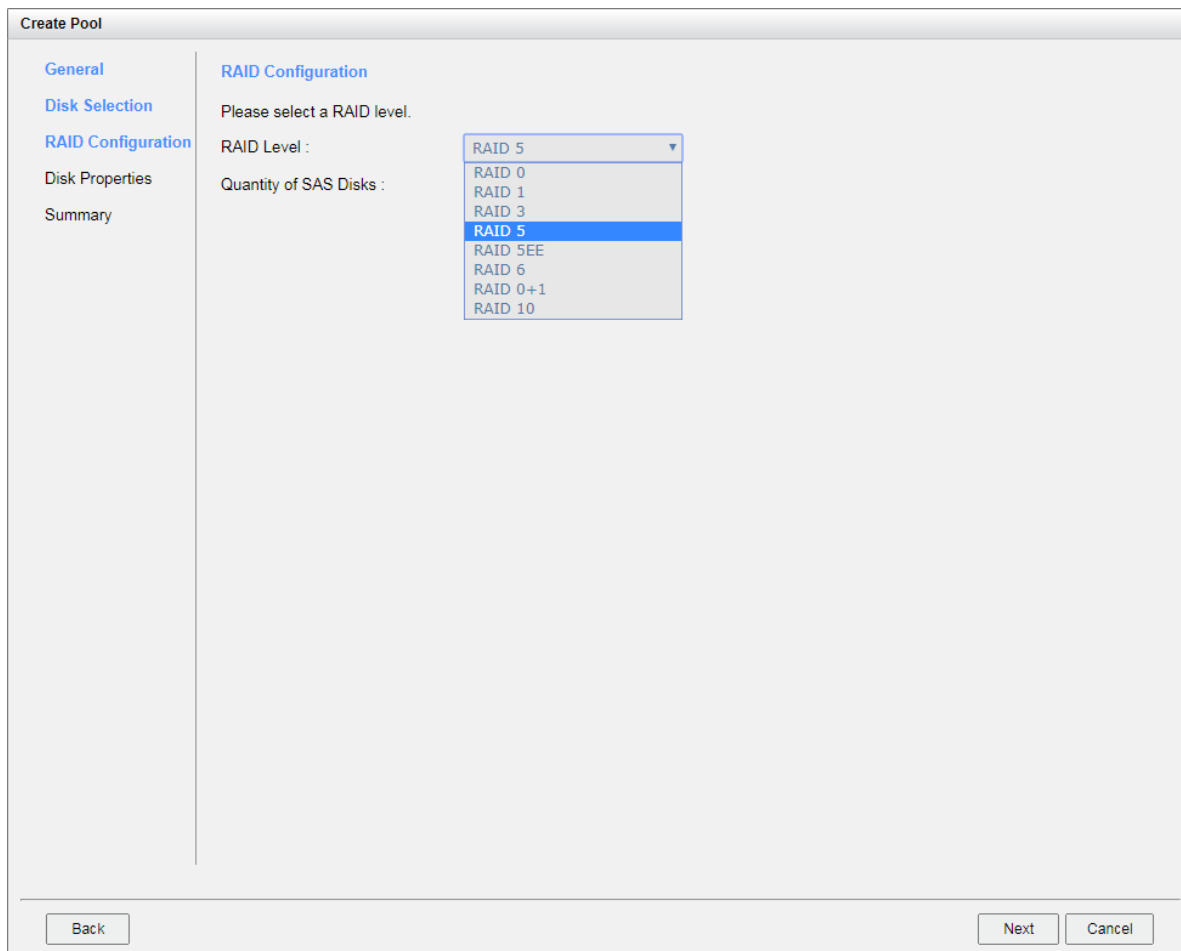 Create Pool
General
Disk Selection
RAID Configuration
Disk Properties
Summary
RAID Configuration
Please select a RAID level.
RAID Level : RAID 5
Quantity of SAS Disks :
RAID 0
RAID 1
RAID 3
RAID 5
RAID 5EE
RAID 6
RAID 0+1
RAID 10
Back
Next
Cancel